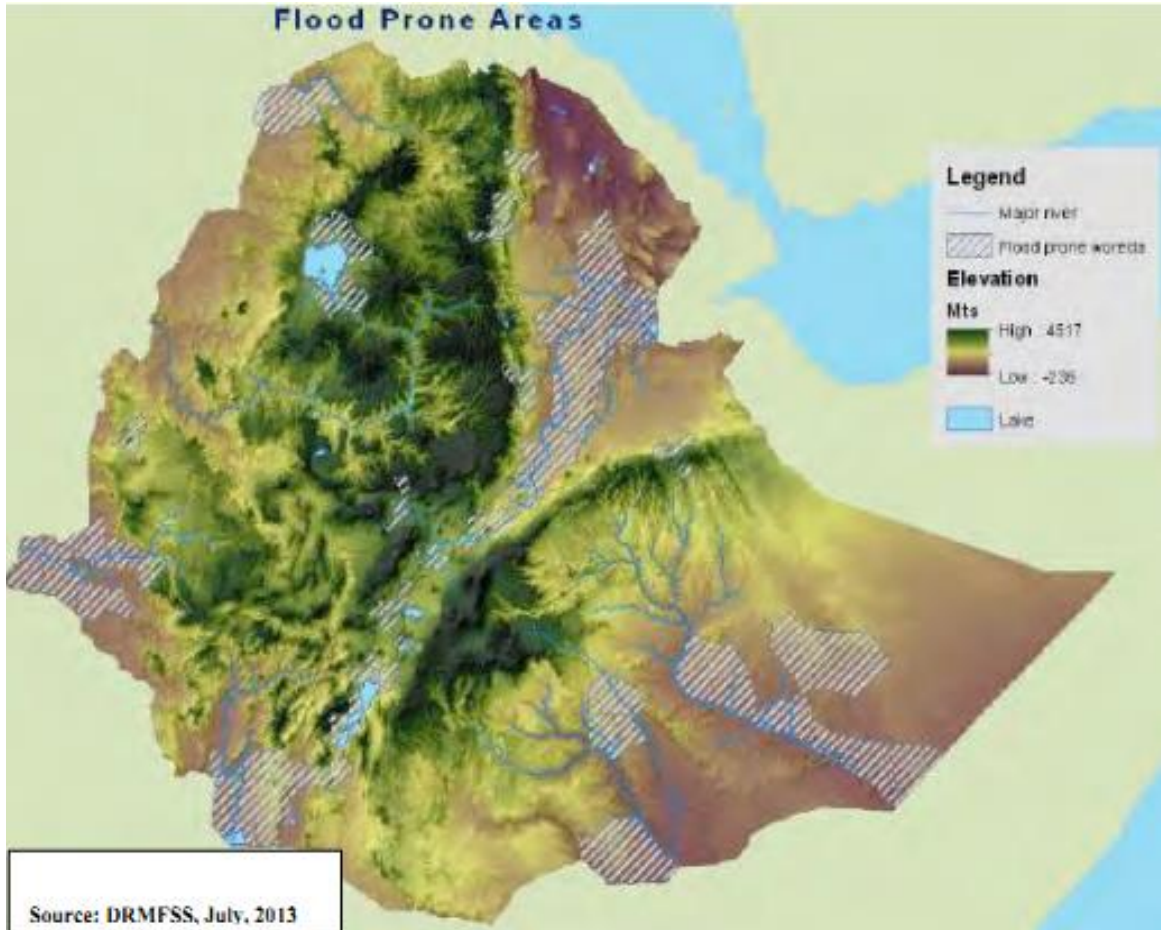 Flood Prone Areas
Legend
Major river
Flood prone woreda
Elevation
Mts
High : 4517
Low : -236
Lake
Source: DRMFSS, July, 2013